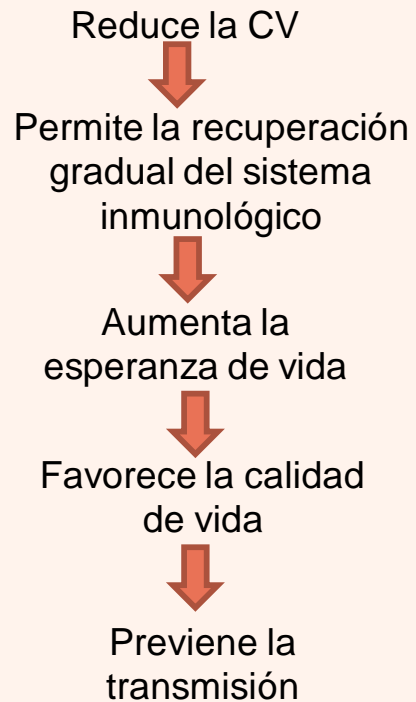 Reduce la CV
Permite la recuperación
gradual del sistema
inmunológico
Aumenta la
esperanza de vida
Favorece la calidad
de vida
Previene la
transmisión